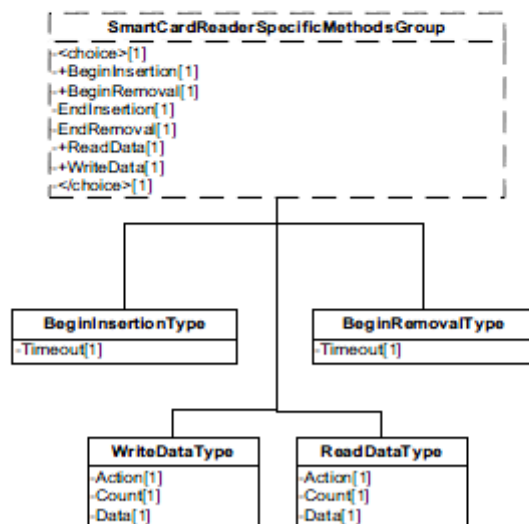 SmartCardReaderSpecificMethodsGroup
-<choice>[1]
-+BeginInsertion[1]
-+BeginRemoval[1]
-EndInsertion[1]
-EndRemoval[1]
-+ReadData[1]
-+WriteData[1]
-</choice>[1]
BeginInsertionType
-Timeout[1]
BeginRemovalType
-Timeout[1]
WriteDataType
-Action[1]
-Count[1]
-Data[1]
ReadDataType
-Action[1]
-Count[1]
-Data[1]